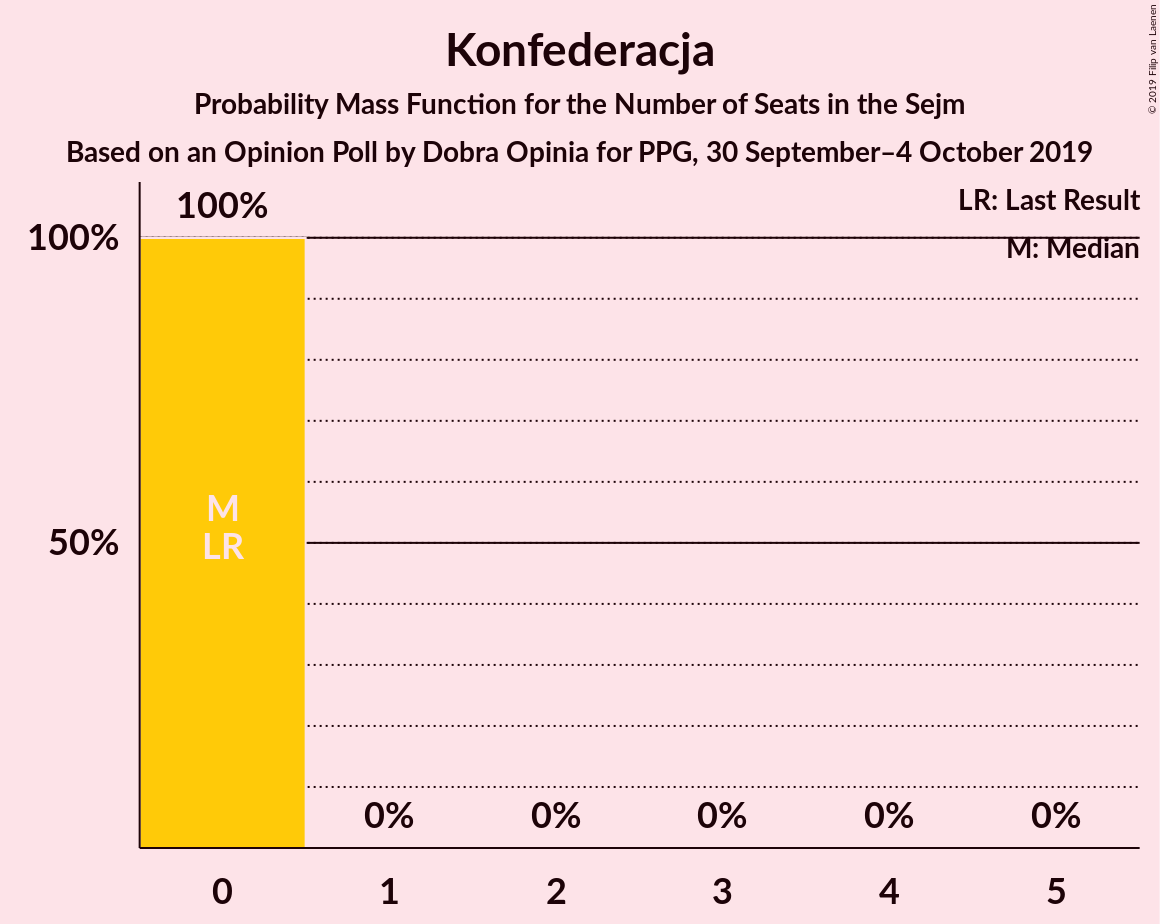 Konfederacja
Probability Mass Function for the Number of Seats in the Sejm
Based on an Opinion Poll by Dobra Opinia for PPG, 30 September–4 October 2019
© 2019 Filip van Laenen
LR: Last Result
M: Median
100%
100%
50%
M
LR
0% 0% 0% 0% 0%
0 1 2 3 4 5